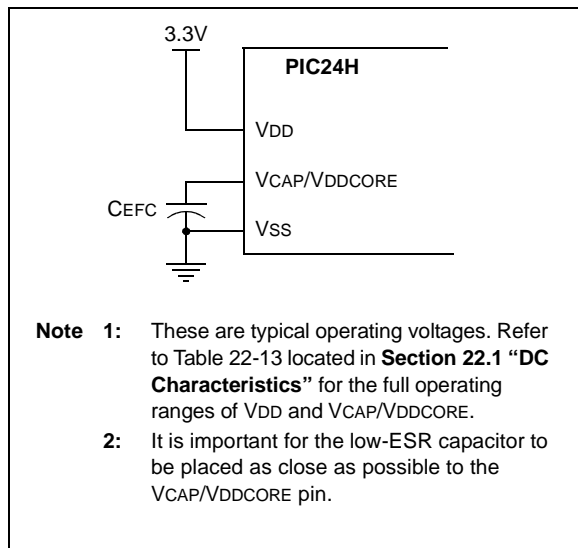 3.3V
PIC24H
VDD
VCAP/VDDCORE
CEFC
VSS
Note 1: These are typical operating voltages. Refer
to Table 22-13 located in Section 22.1 “DC
Characteristics” for the full operating
ranges of VDD and VCAP/VDDCORE.
2: It is important for the low-ESR capacitor to
be placed as close as possible to the
VCAP/VDDCORE pin.